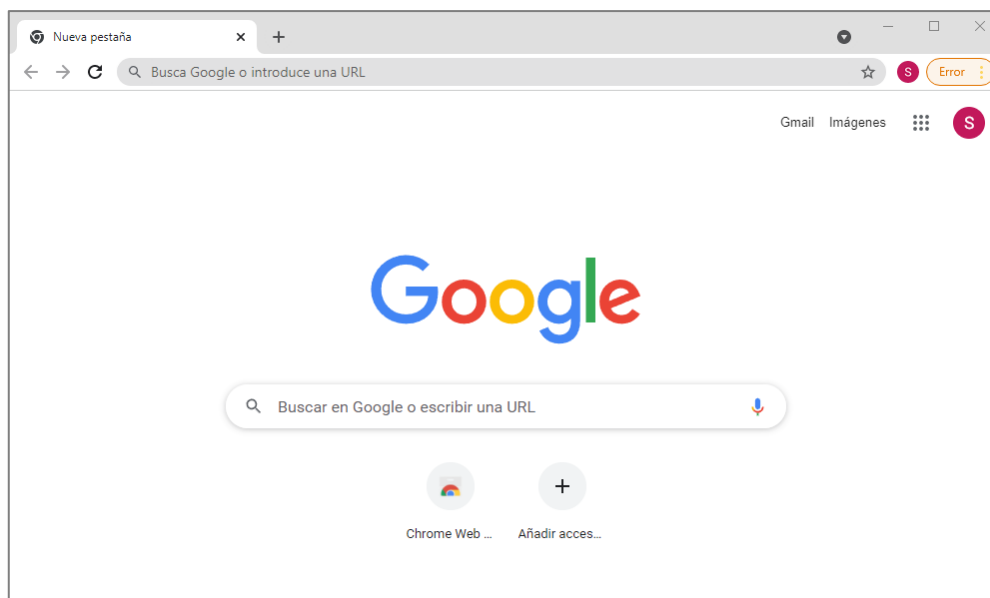 Nueva pestaña
Busca Google o introduce una URL
S
Error
Gmail Imágenes
S
Google
Buscar en Google o escribir una URL
Chrome Web ...
Añadir acces...